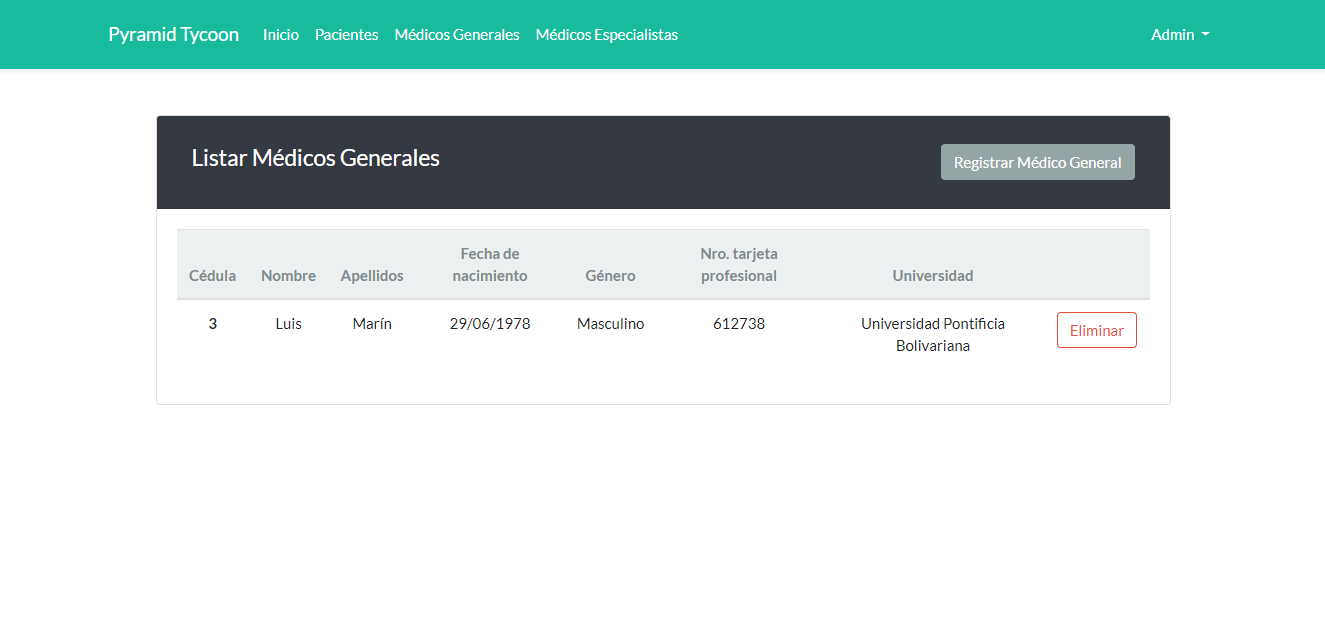 Pyramid Tycoon Inicio Pacientes Médicos Generales Médicos Especialistas Admin
Listar Médicos Generales Registrar Médico General
Cédula Nombre Apellidos Fecha de nacimiento Género Nro. tarjeta profesional Universidad
3 Luis Marín 29/06/1978 Masculino 612738 Universidad Pontificia Bolivariana Eliminar